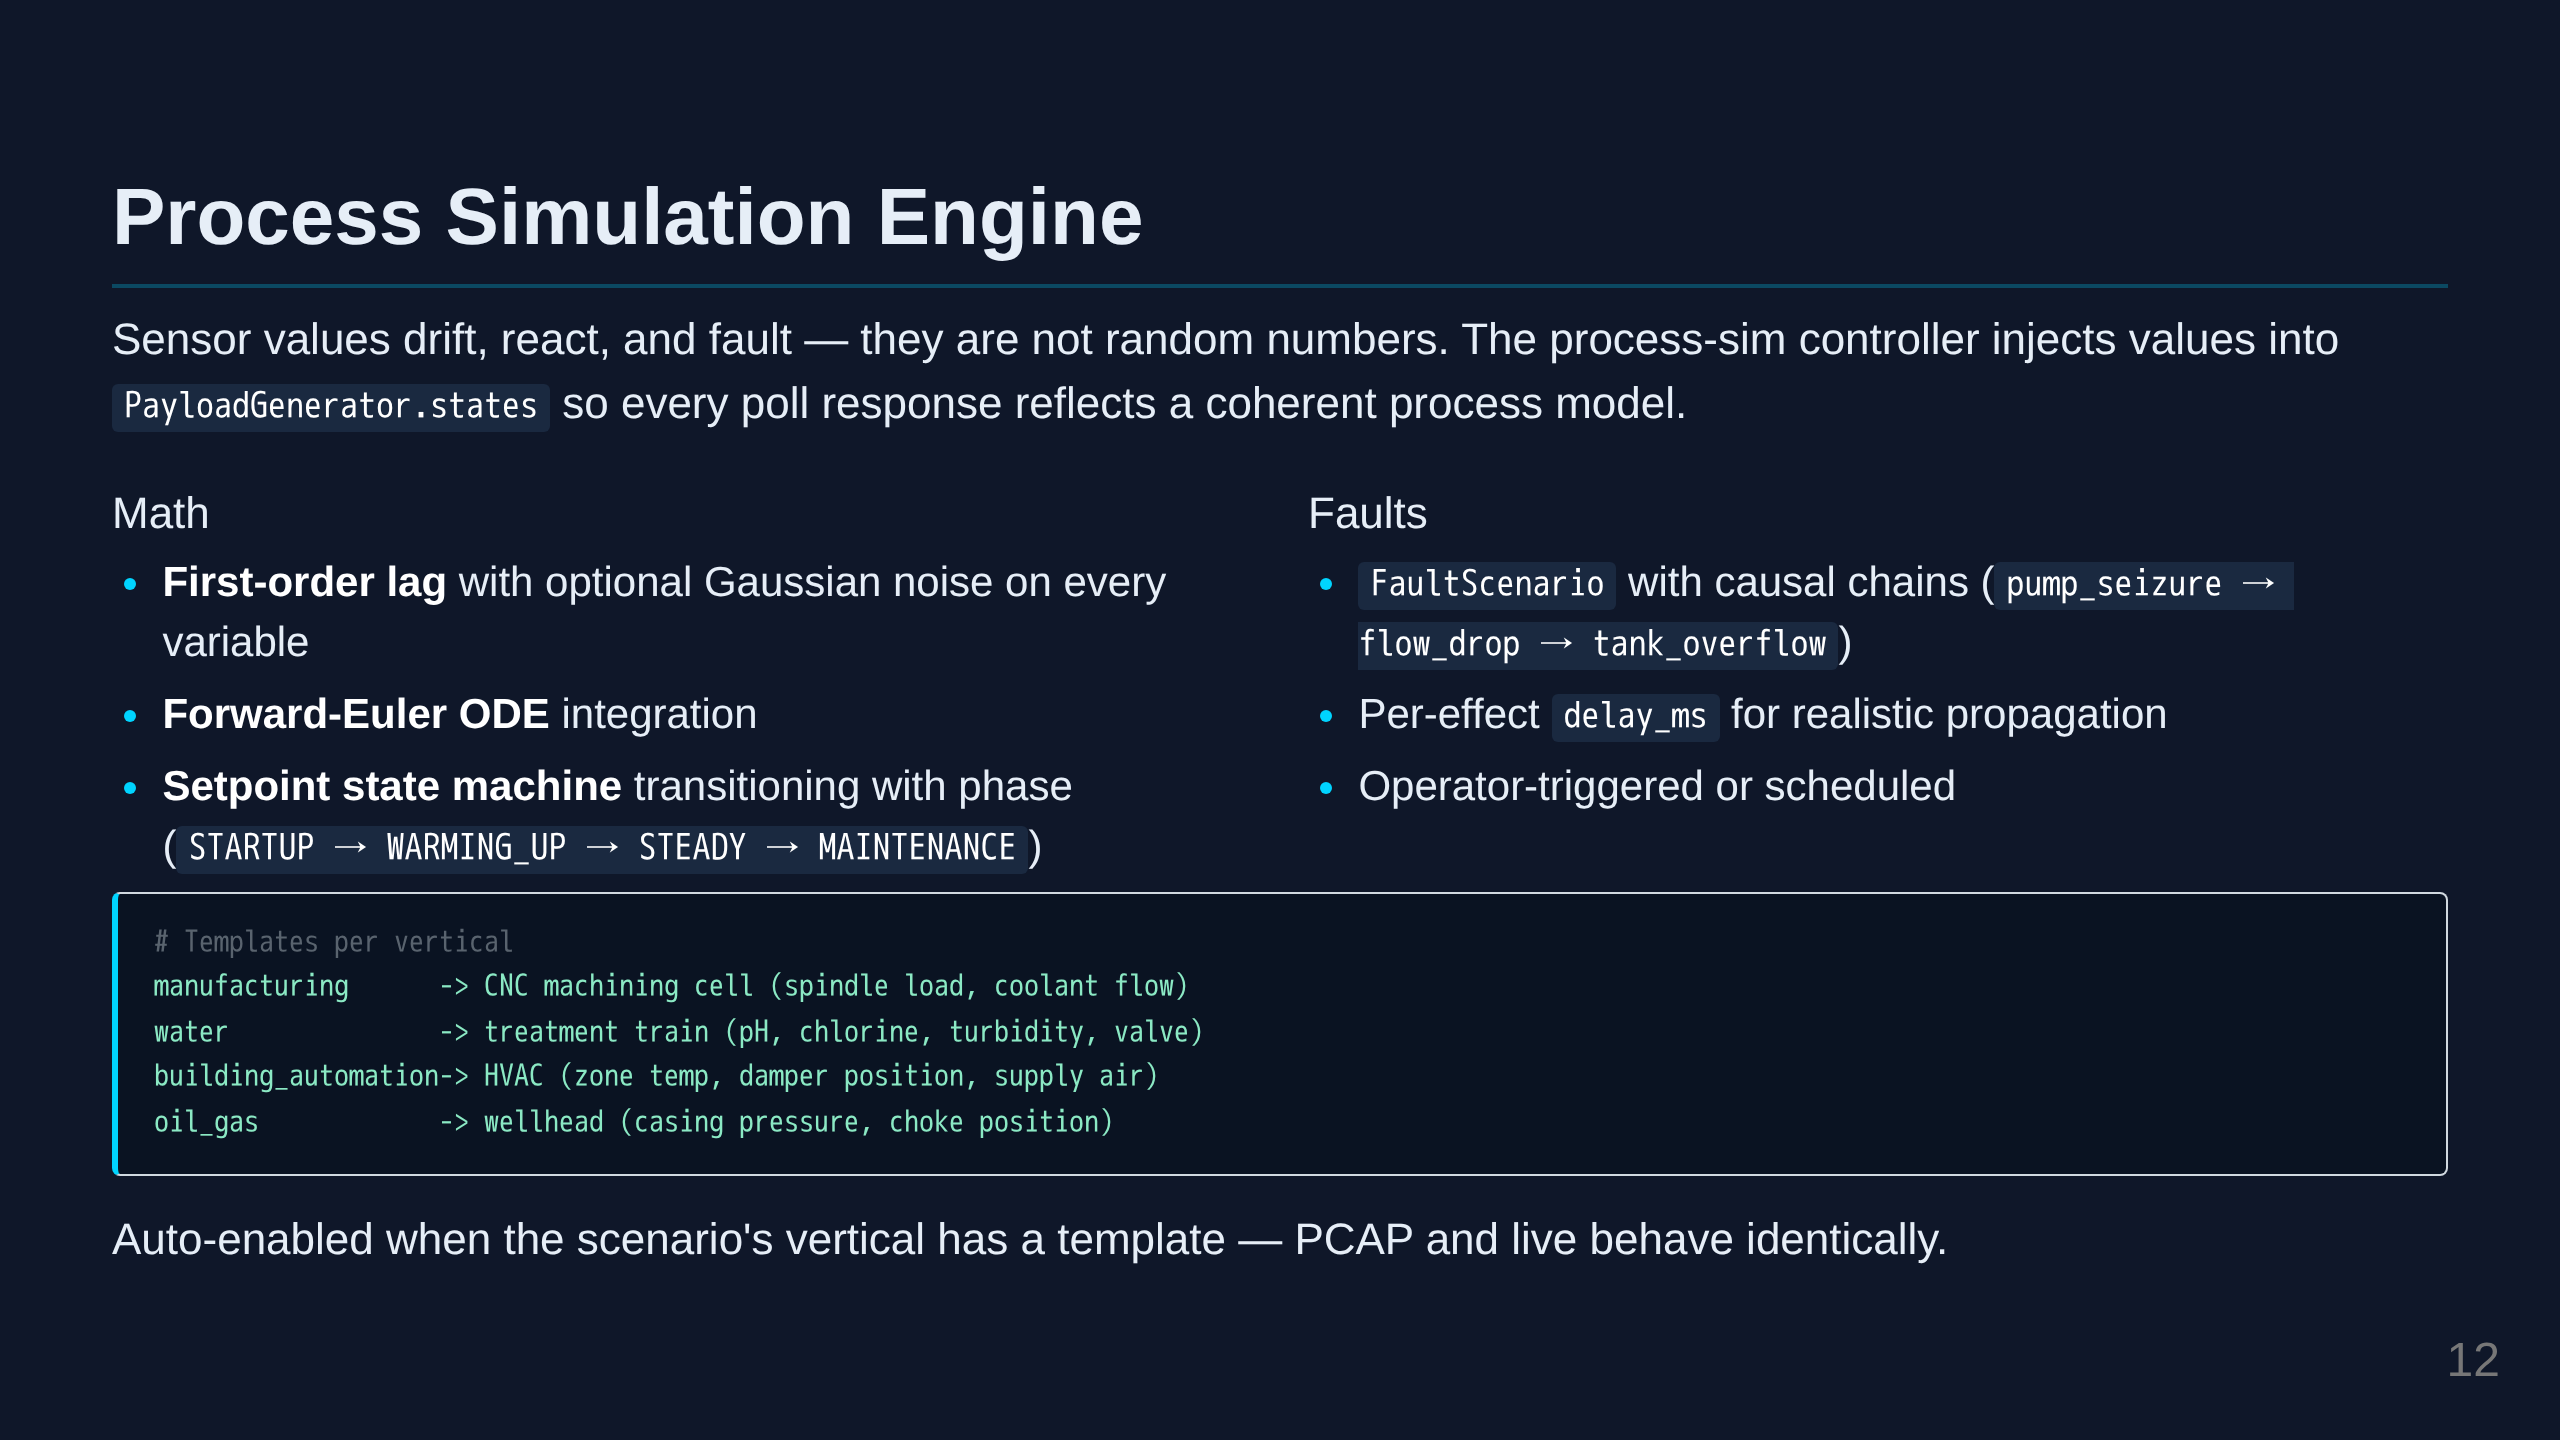 Process Simulation Engine
Sensor values drift, react, and fault — they are not random numbers. The process-sim controller injects values into
PayloadGenerator.states so every poll response reflects a coherent process model.
Math
• First-order lag with optional Gaussian noise on every
variable
• Forward-Euler ODE integration
• Setpoint state machine transitioning with phase
(STARTUP → WARMING_UP → STEADY → MAINTENANCE)
Faults
• FaultScenario with causal chains (pump_seizure →
flow_drop → tank_overflow)
• Per-effect delay_ms for realistic propagation
• Operator-triggered or scheduled
# Templates per vertical
manufacturing      -> CNC machining cell (spindle load, coolant flow)
water              -> treatment train (pH, chlorine, turbidity, valve)
building_automation-> HVAC (zone temp, damper position, supply air)
oil_gas            -> wellhead (casing pressure, choke position)
Auto-enabled when the scenario's vertical has a template — PCAP and live behave identically.
12